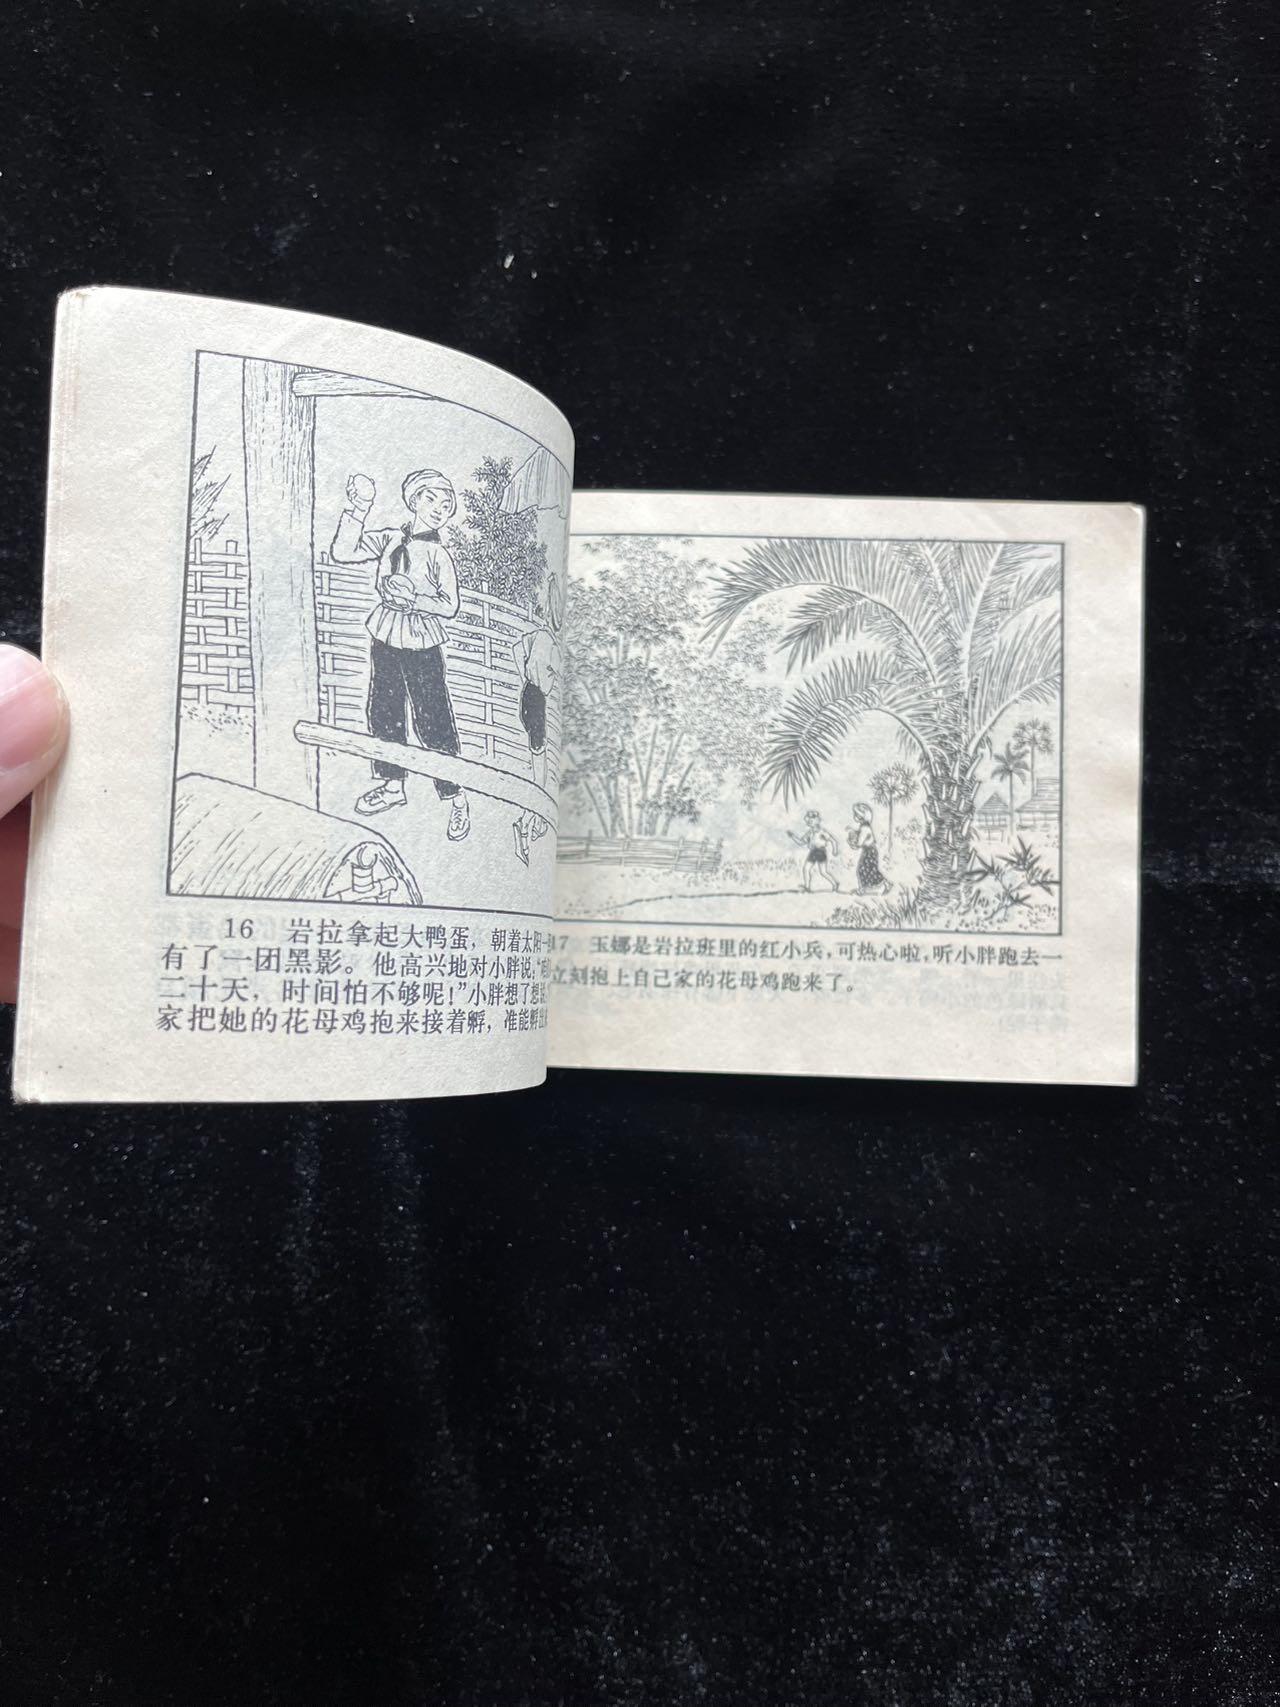 16 岩拉拿起大鸭蛋，朝着太阳一
有了一团黑影。他高兴地对小胖说：“
二十天，时间怕不够呢！”小胖想了想
家把她的花母鸡抱来接着孵，准能孵出
17 玉娜是岩拉班里的红小兵，可热心啦，听小胖跑去一
立刻抱上自己家的花母鸡跑来了。